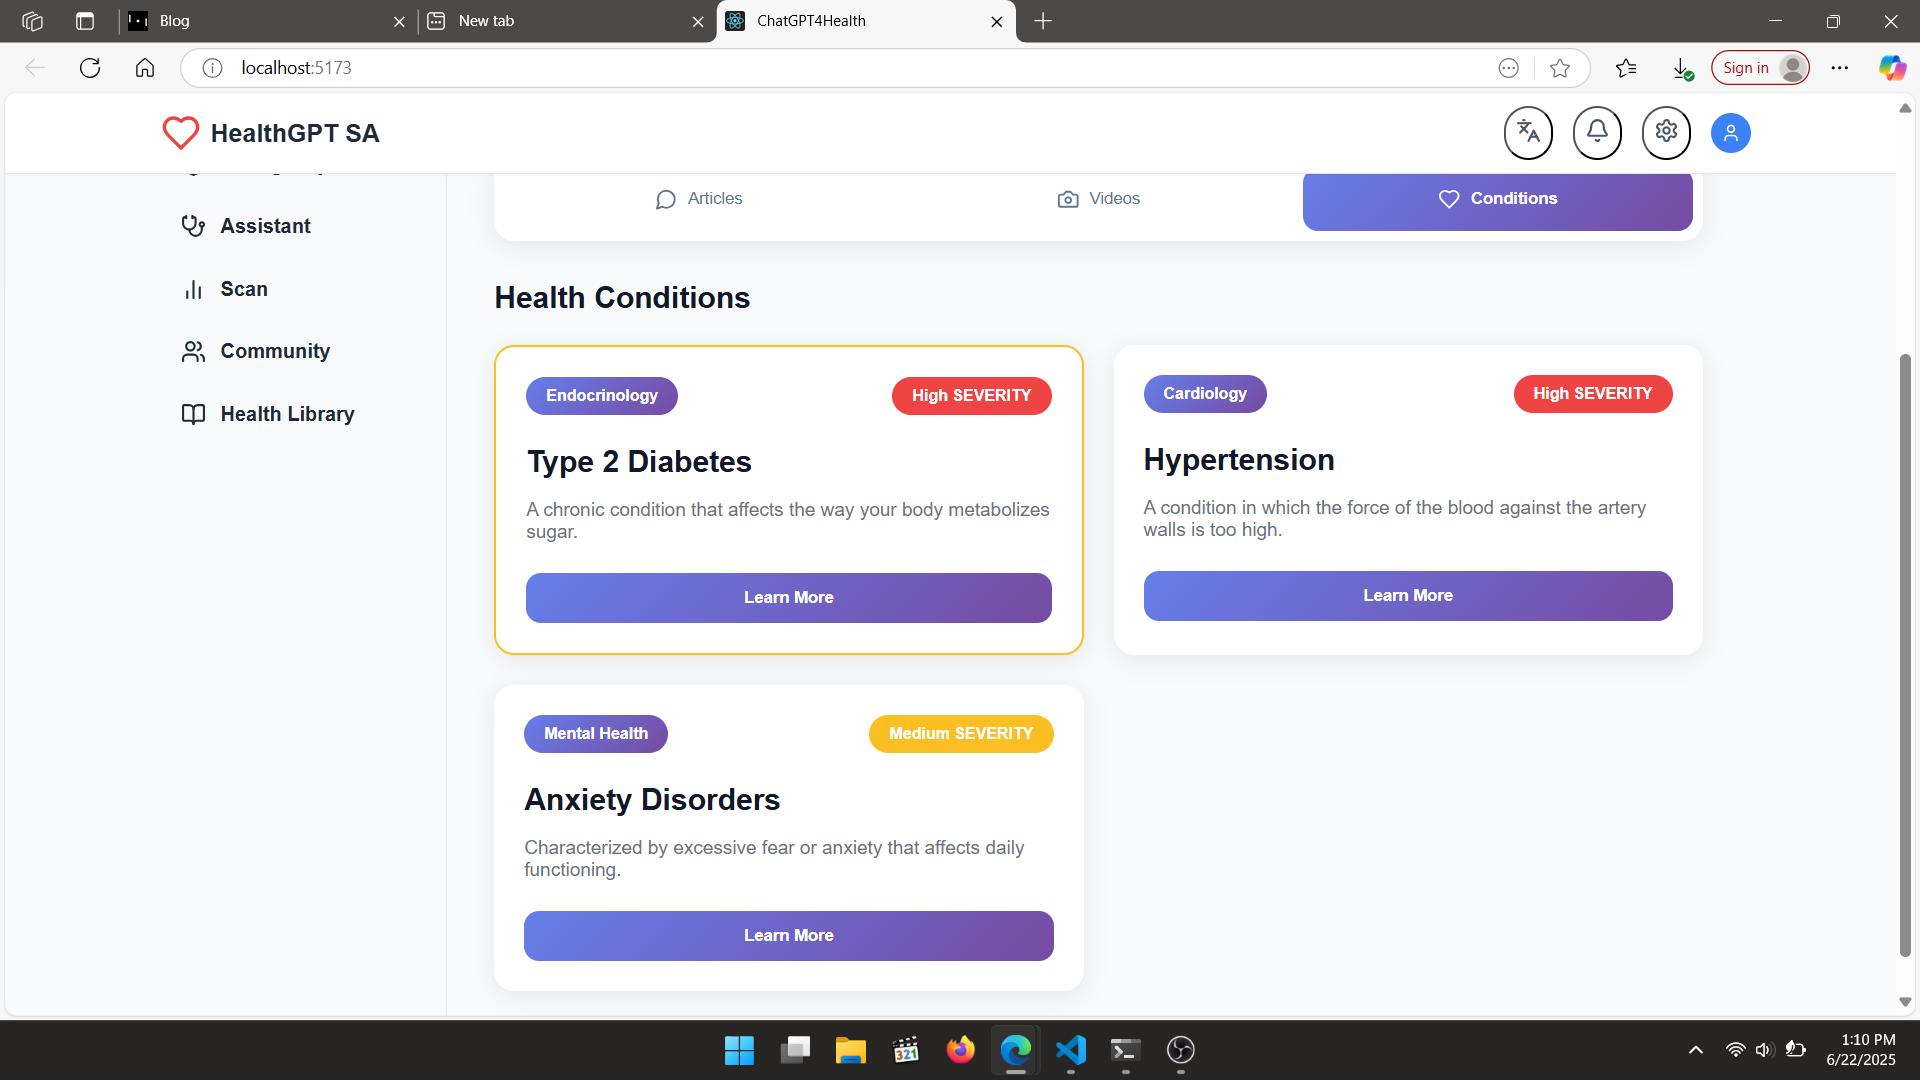 Blog
New tab
ChatGPT4Health
localhost:5173
Sign in
HealthGPT SA
Assistant
Scan
Community
Health Library
Articles
Videos
Conditions
Health Conditions
Endocrinology
High SEVERITY
Type 2 Diabetes
A chronic condition that affects the way your body metabolizes
sugar.
Learn More
Cardiology
High SEVERITY
Hypertension
A condition in which the force of the blood against the artery
walls is too high.
Learn More
Mental Health
Medium SEVERITY
Anxiety Disorders
Characterized by excessive fear or anxiety that affects daily
functioning.
Learn More
321
1:10 PM
6/22/2025